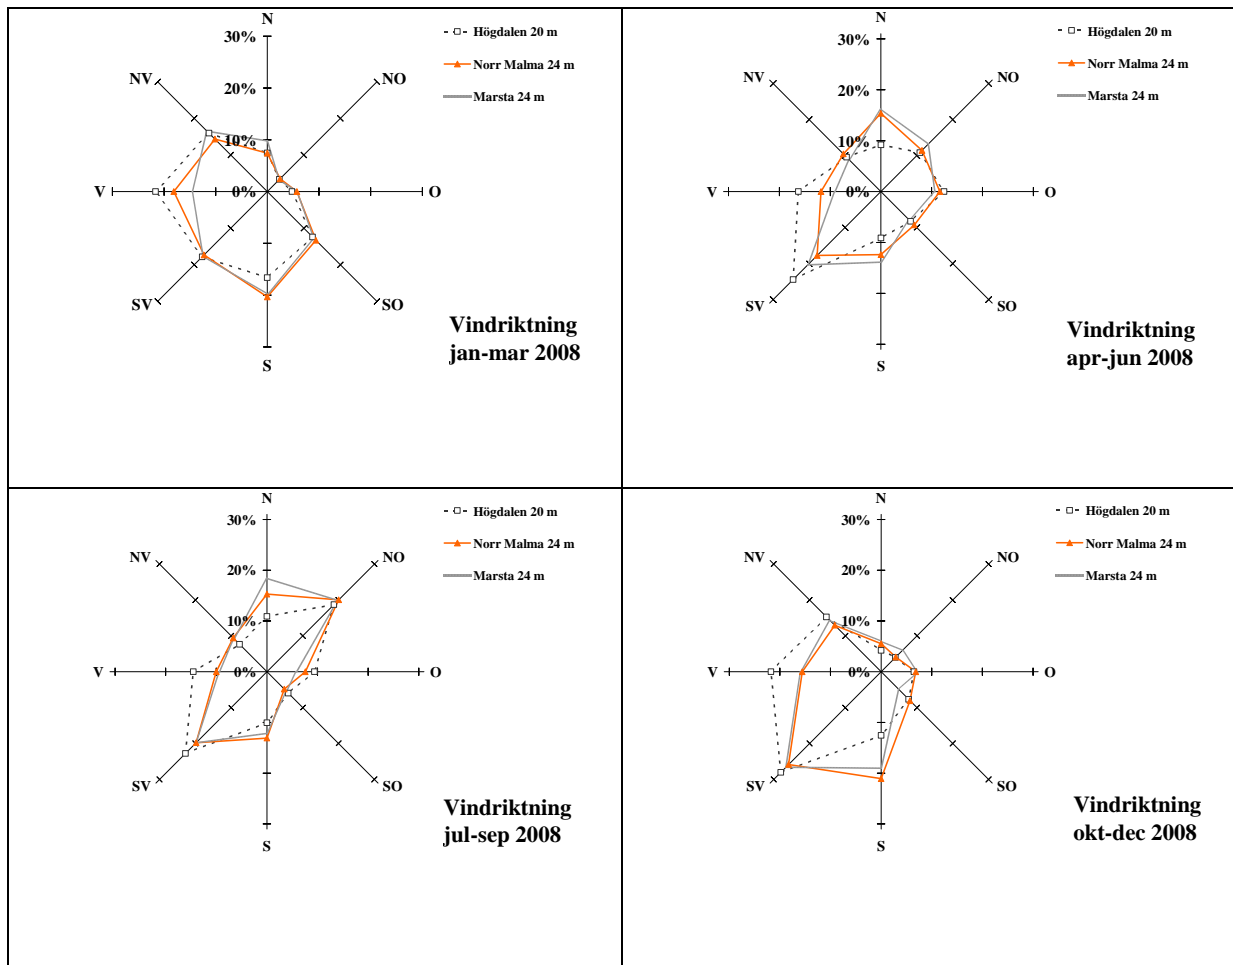 N
30%
20%
10%
0%
NV
NO
V
O
SV
SO
S
Högdalen 20 m
Norr Malma 24 m
Marsta 24 m
Vindriktning
jan-mar 2008
N
30%
20%
10%
0%
NV
NO
V
O
SV
SO
S
Högdalen 20 m
Norr Malma 24 m
Marsta 24 m
Vindriktning
apr-jun 2008
N
30%
20%
10%
0%
NV
NO
V
O
SV
SO
S
Högdalen 20 m
Norr Malma 24 m
Marsta 24 m
Vindriktning
jul-sep 2008
N
30%
20%
10%
0%
NV
NO
V
O
SV
SO
S
Högdalen 20 m
Norr Malma 24 m
Marsta 24 m
Vindriktning
okt-dec 2008